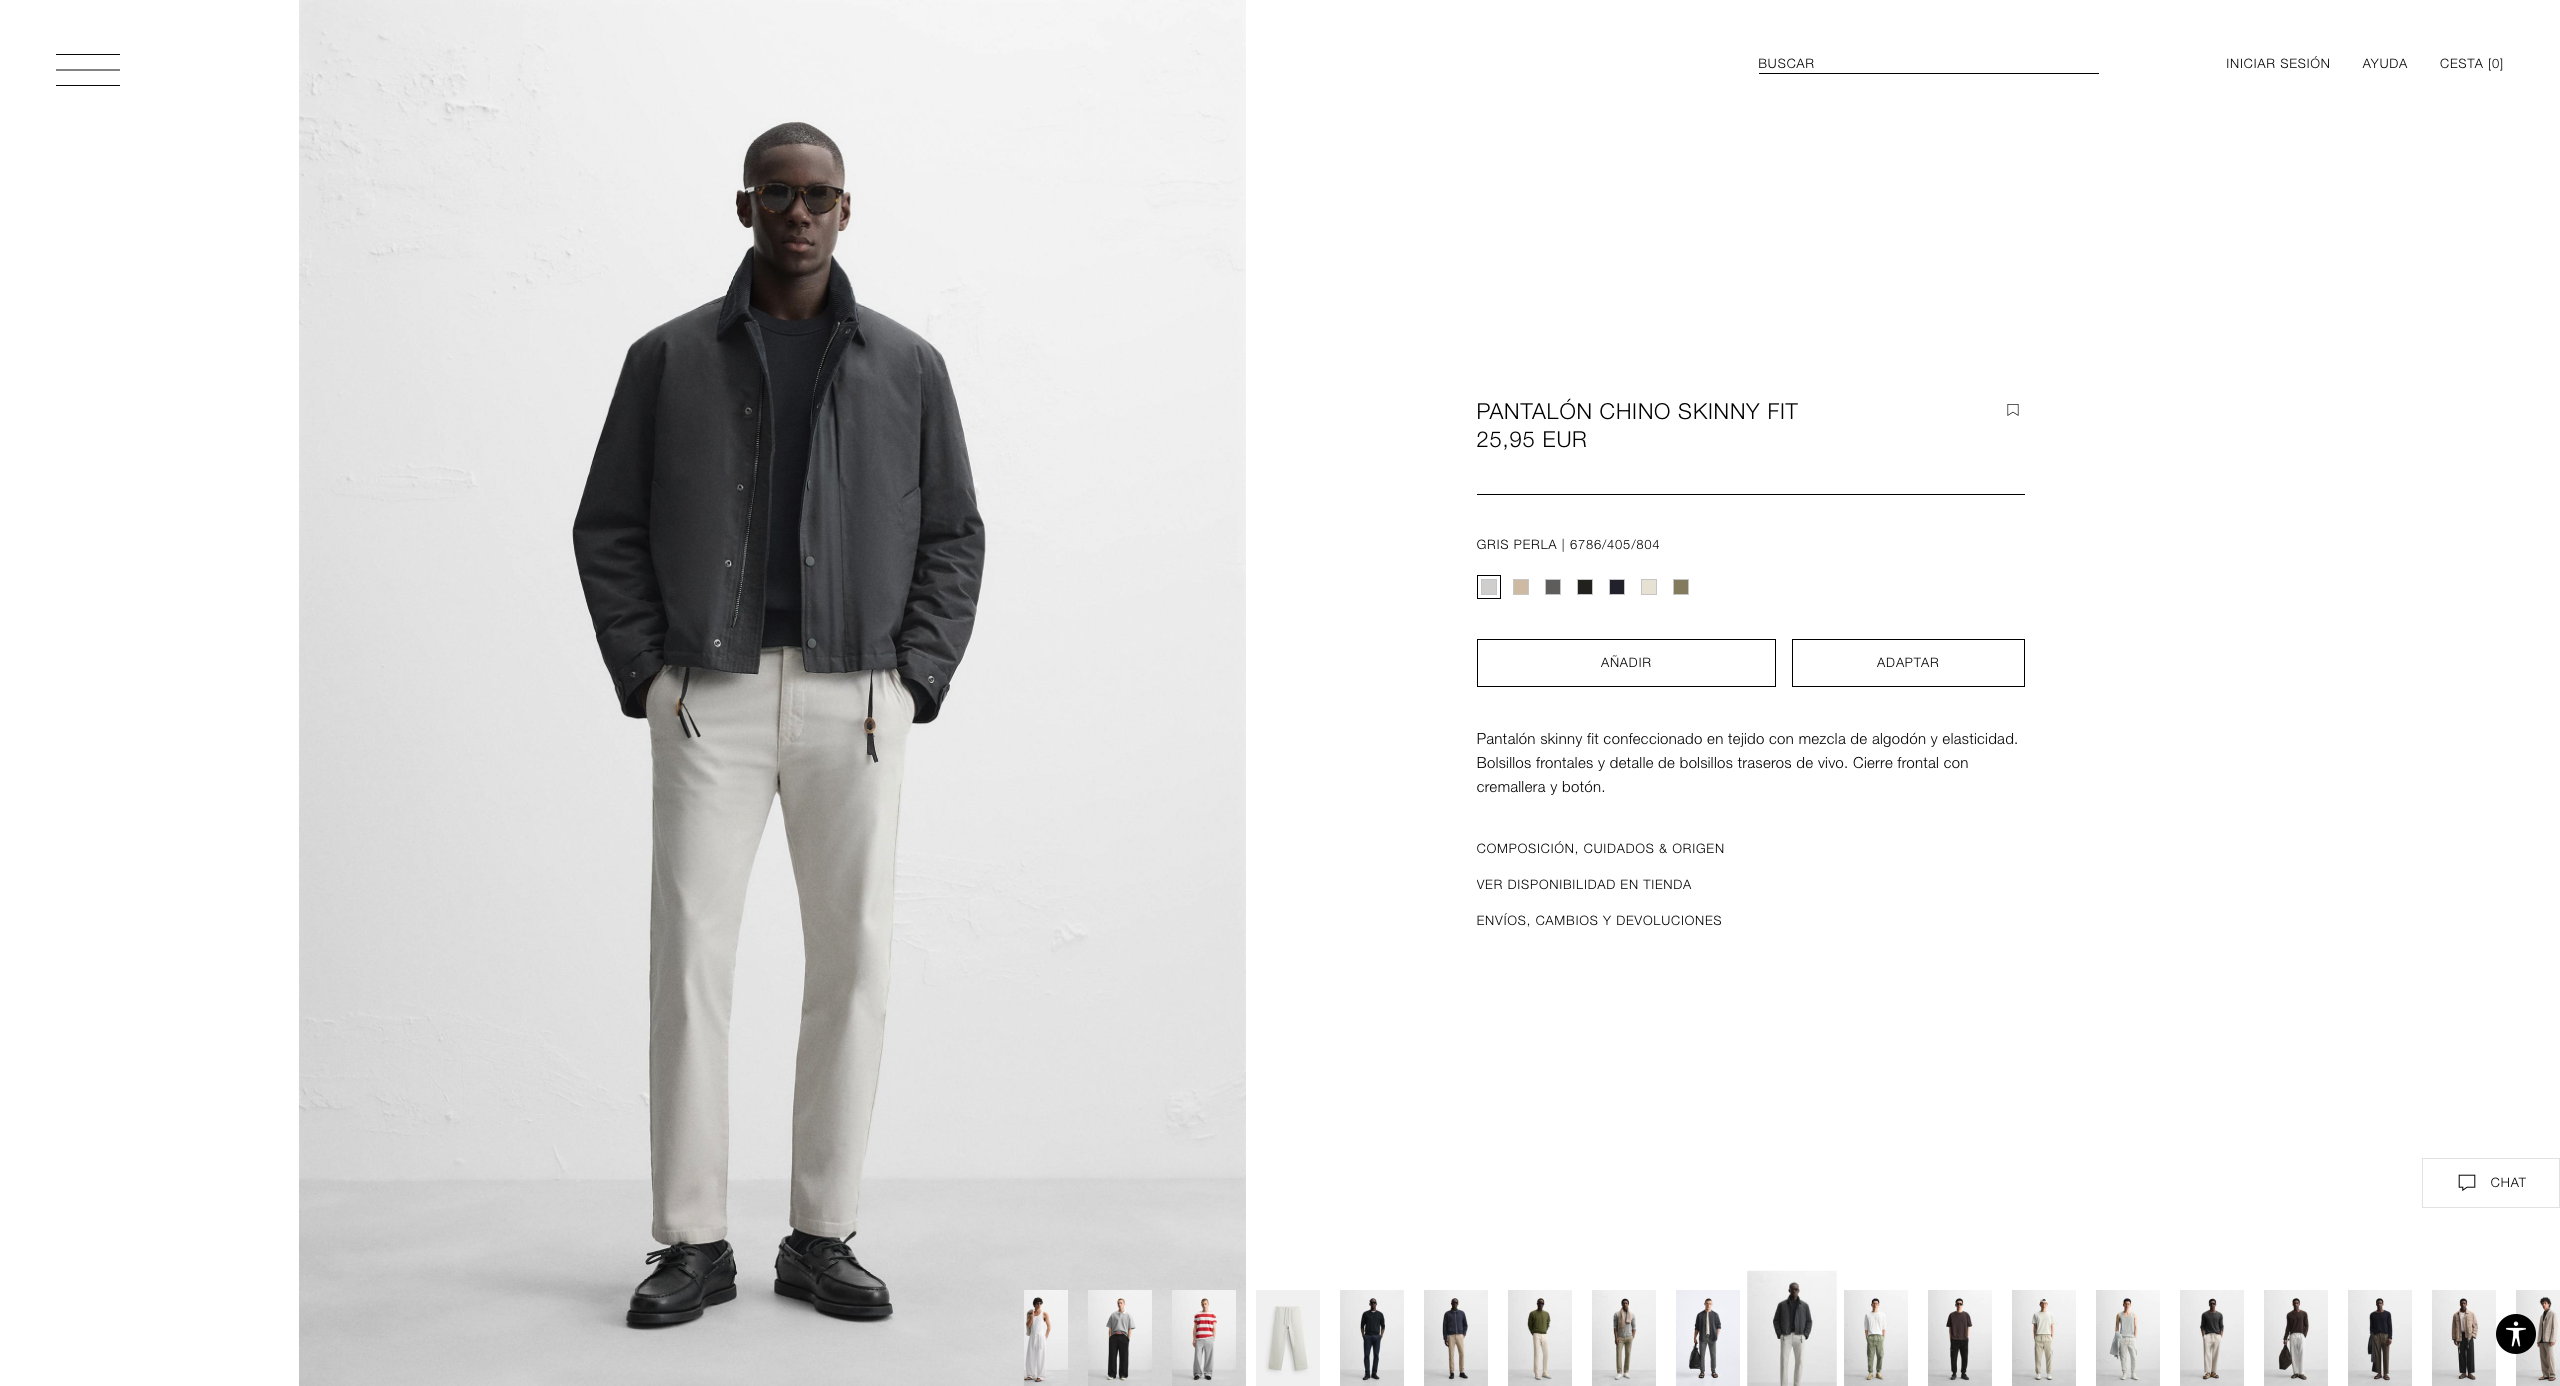 BUSCAR
INICIAR SESIÓN
AYUDA
CESTA [0]
PANTALÓN CHINO SKINNY FIT
25,95 EUR
GRIS PERLA | 6786/405/804
AÑADIR
ADAPTAR
Pantalón skinny fit confeccionado en tejido con mezcla de algodón y elasticidad.
Bolsillos frontales y detalle de bolsillos traseros de vivo. Cierre frontal con
cremallera y botón.
COMPOSICIÓN, CUIDADOS & ORIGEN
VER DISPONIBILIDAD EN TIENDA
ENVÍOS, CAMBIOS Y DEVOLUCIONES
CHAT